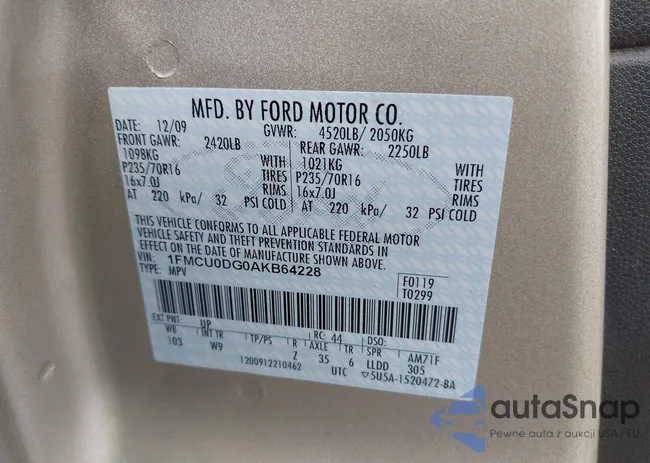 MFD. BY FORD MOTOR CO.
DATE: 12/09 GVWR: 4520LB/ 2050KG
FRONT GAWR: 2420LB REAR GAWR: 2250LB
1098KG WITH 1021KG WITH
P235/70R16 TIRES P235/70R16 TIRES
16x7.0J RIMS 16x7.0J RIMS
AT 220 kPa/ 32 PSI COLD AT 220 kPa/ 32 PSI COLD
THIS VEHICLE CONFORMS TO ALL APPLICABLE FEDERAL MOTOR
VEHICLE SAFETY AND THEFT PREVENTION STANDARDS IN
EFFECT ON THE DATE OF MANUFACTURE SHOWN ABOVE.
VIN: 1FMCU0DG0AKB64228
TYPE: MPV
F0119
T0299
EXT PNT: UP RC: 44 DSO:
WB INT TR TP/PS R AXLE TR SPR AM71F
103 W9 Z 35 6 LLDD 305
1200912210462 UTC ▽5U5A-1520472-BA
autaSnap
Pewne auta z aukcji USA / EU